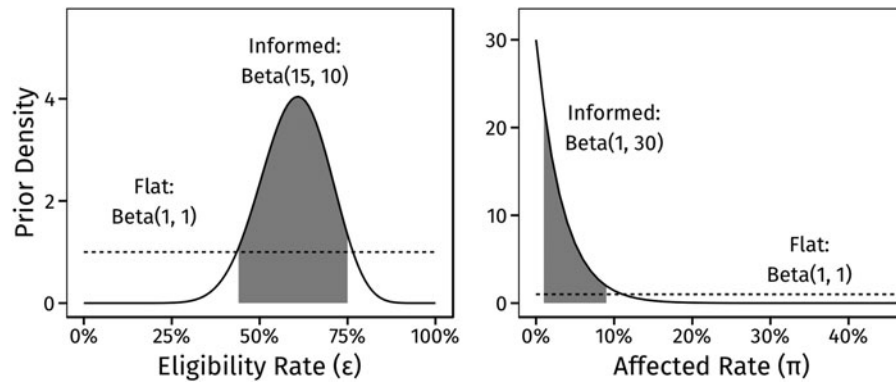 Informed:
Beta(15, 10)
Flat:
Beta(1, 1)
Prior Density
4
2
0
0%
25%
50%
75%
100%
Eligibility Rate (ε)
30
20
10
0
Informed:
Beta(1, 30)
Flat:
Beta(1, 1)
0%
10%
20%
30%
40%
Affected Rate (π)